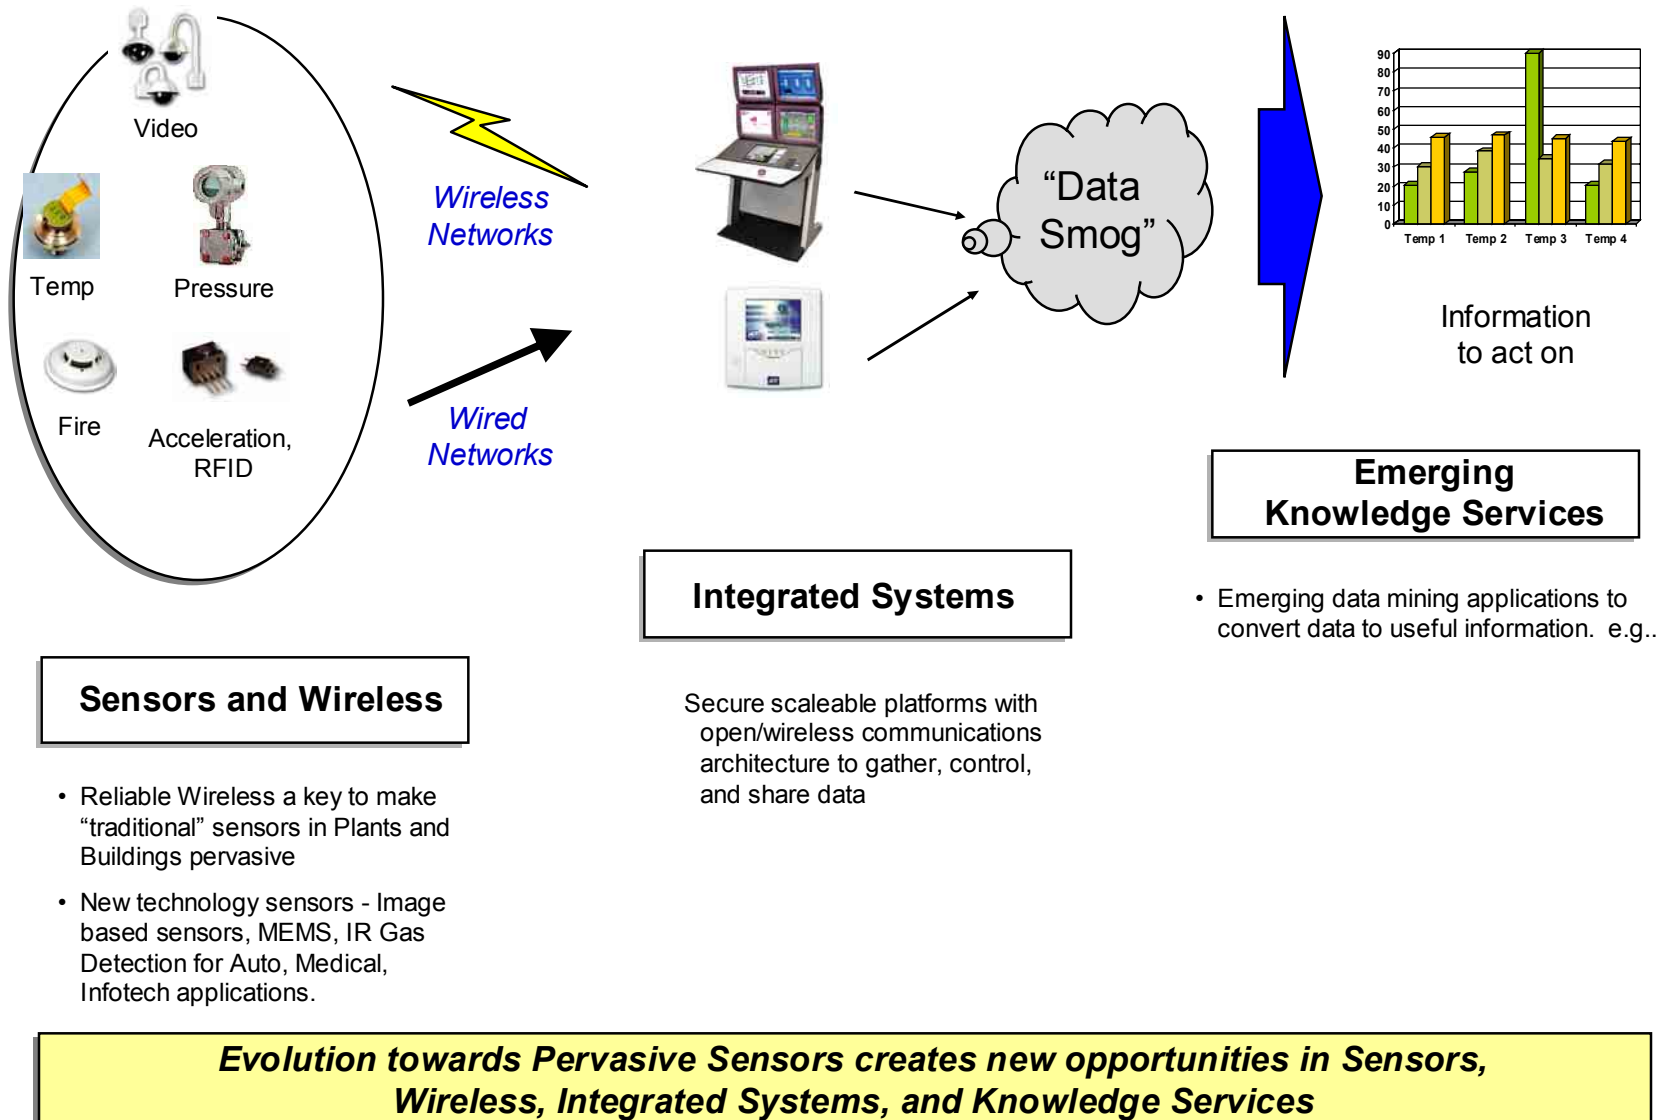 Video
Temp
Pressure
Fire
Acceleration,
RFID
Wireless
Networks
Wired
Networks
“Data
Smog”
90
80
70
60
50
40
30
20
10
0
Temp 1 Temp 2 Temp 3 Temp 4
Information
to act on
Sensors and Wireless
• Reliable Wireless a key to make
“traditional” sensors in Plants and
Buildings pervasive
• New technology sensors - Image
based sensors, MEMS, IR Gas
Detection for Auto, Medical,
Infotech applications.
Integrated Systems
Secure scaleable platforms with
open/wireless communications
architecture to gather, control,
and share data
Emerging
Knowledge Services
• Emerging data mining applications to
convert data to useful information. e.g..
Evolution towards Pervasive Sensors creates new opportunities in Sensors,
Wireless, Integrated Systems, and Knowledge Services